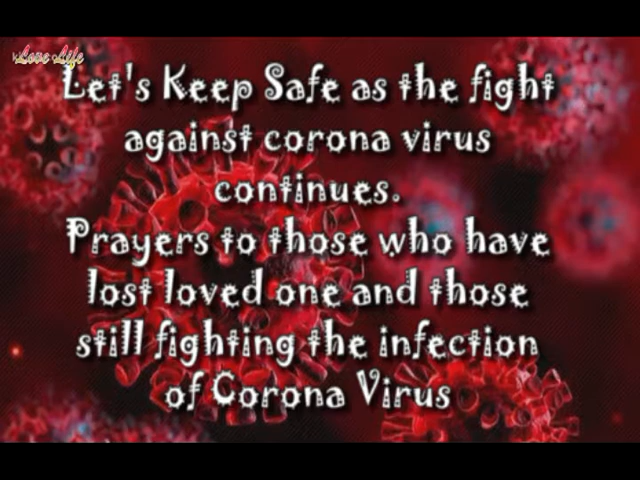 Love Life
Let's Keep Safe as the fight
against corona virus
continues.
Prayers to those who have
lost loved one and those
still fighting the infection
of Corona Virus